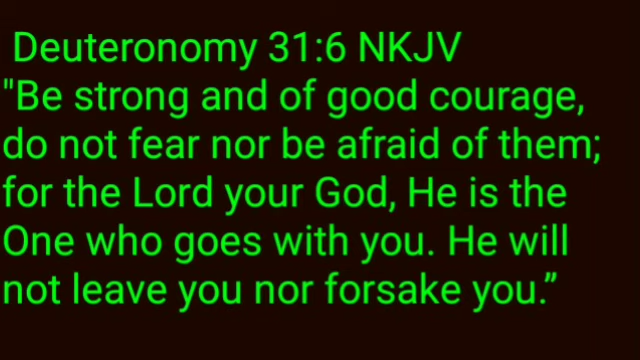 Deuteronomy 31:6 NKJV
"Be strong and of good courage,
do not fear nor be afraid of them;
for the Lord your God, He is the
One who goes with you. He will
not leave you nor forsake you.”